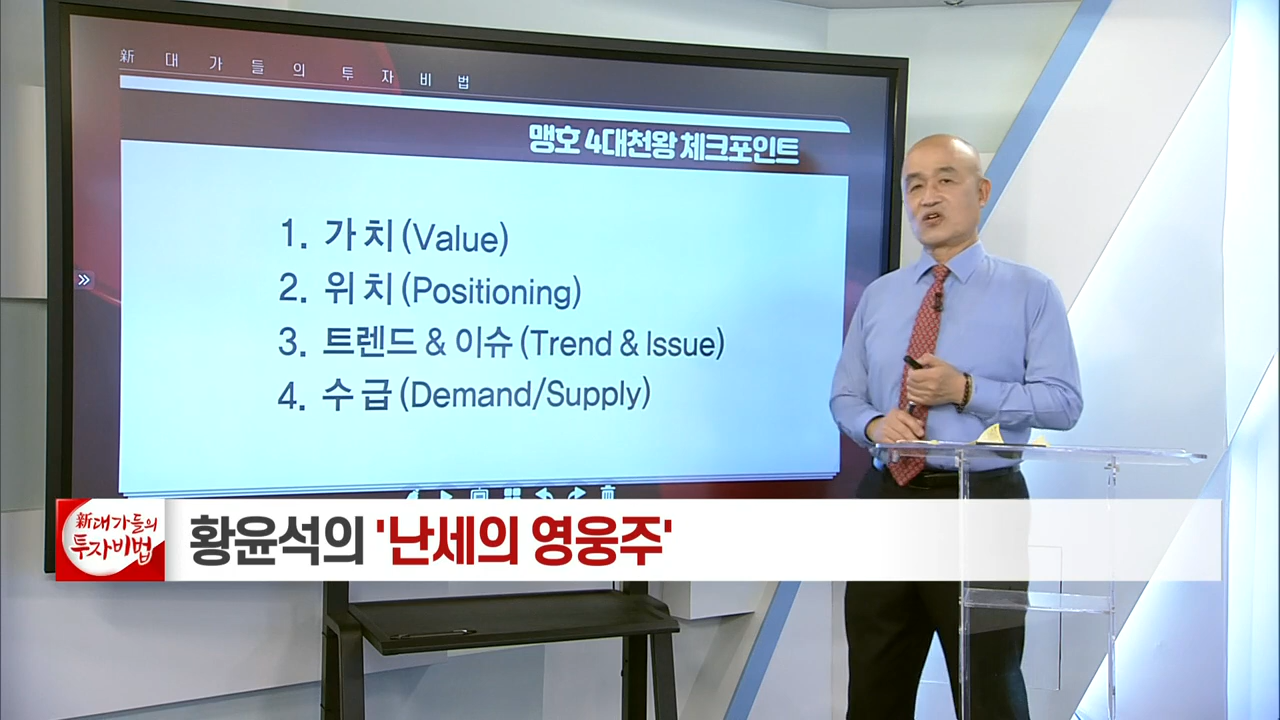 新대가들의 투자비법
맹호 4대천왕 체크포인트
1. 가치 (Value)
2. 위치 (Positioning)
3. 트렌드 & 이슈 (Trend & Issue)
4. 수급 (Demand/Supply)
新대가들의
투자비법
황윤석의 '난세의 영웅주'